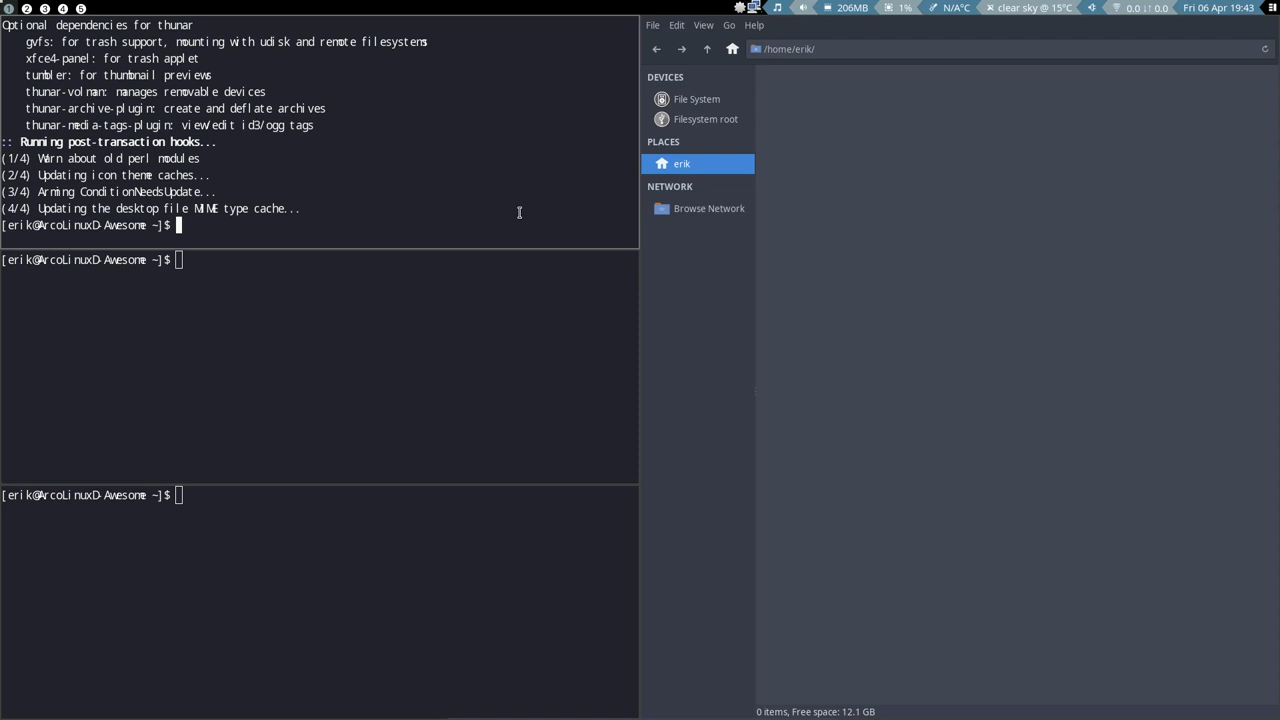 1 2 3 4 5
206MB 1% N/A°C clear sky @ 15°C 0.0 ↓↑ 0.0 Fri 06 Apr 19:43
Optional dependencies for thunar
gvfs: for trash support, mounting with udisk and remote filesystems
xfce4-panel: for trash applet
tumbler: for thumbnail previews
thunar-volman: manages removable devices
thunar-archive-plugin: create and deflate archives
thunar-media-tags-plugin: view/edit id3/ogg tags
:: Running post-transaction hooks...
(1/4) Warn about old perl modules
(2/4) Updating icon theme caches...
(3/4) Arming ConditionNeedsUpdate...
(4/4) Updating the desktop file MIME type cache...
[erik@ArcoLinuxD-Awesome ~]$
[erik@ArcoLinuxD-Awesome ~]$
[erik@ArcoLinuxD-Awesome ~]$
File Edit View Go Help
/home/erik/
DEVICES
File System
Filesystem root
PLACES
erik
NETWORK
Browse Network
0 items, Free space: 12.1 GB